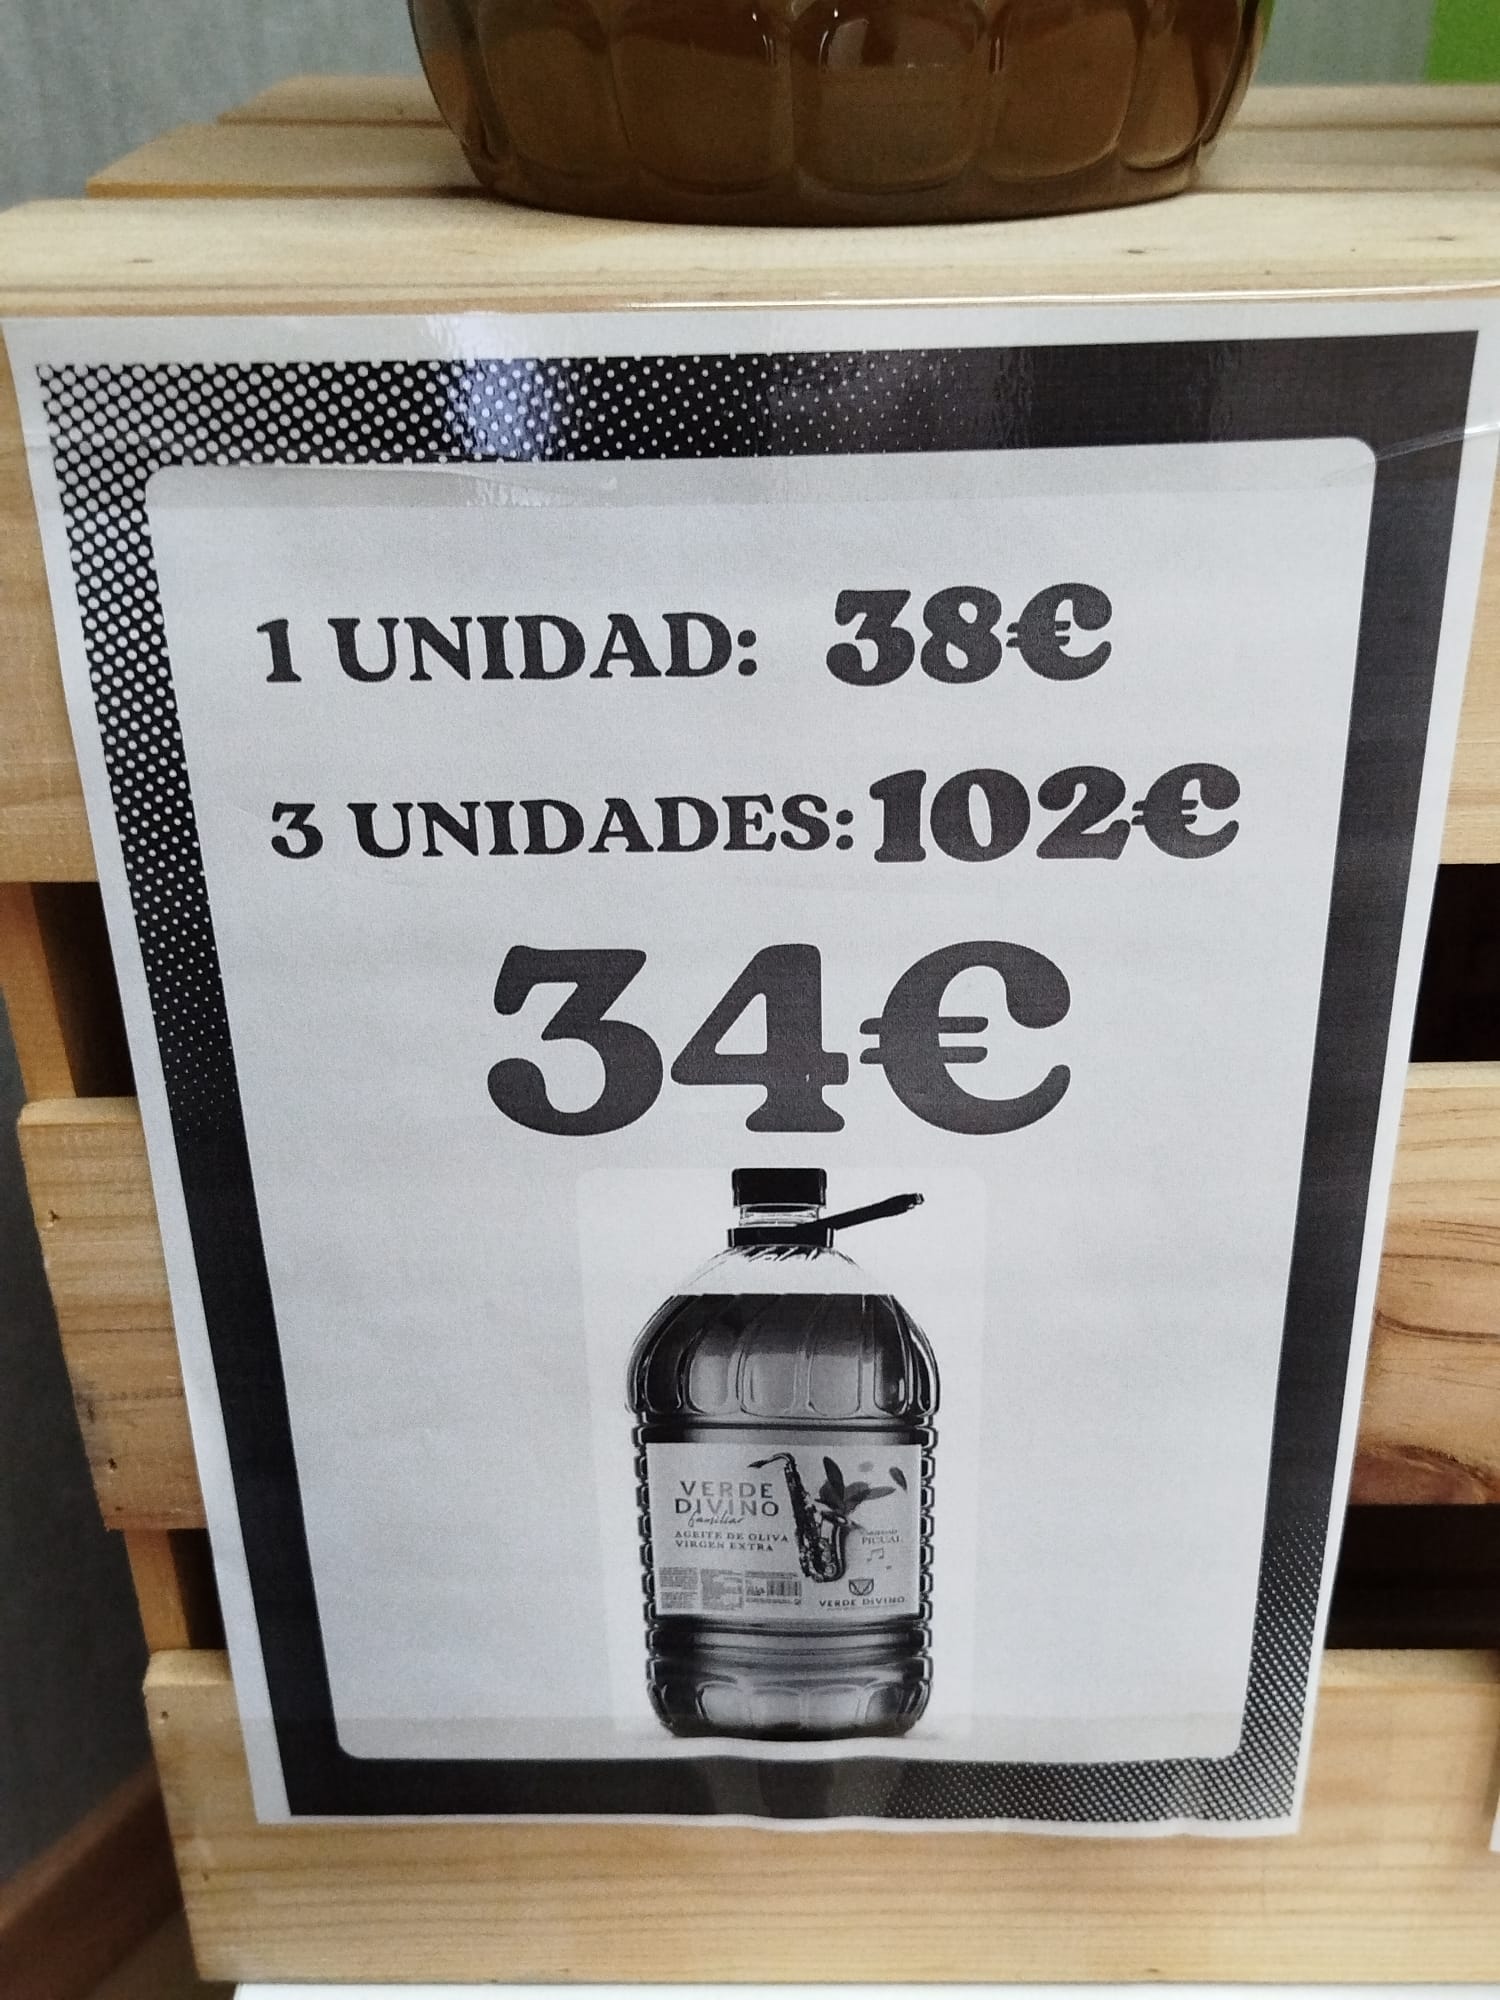 1 UNIDAD: 38€
3 UNIDADES: 102€
34€
VERDE
DIVINO
familiar
ACEITE DE OLIVA
VIRGEN EXTRA
PICUAL
VERDE DIVINO